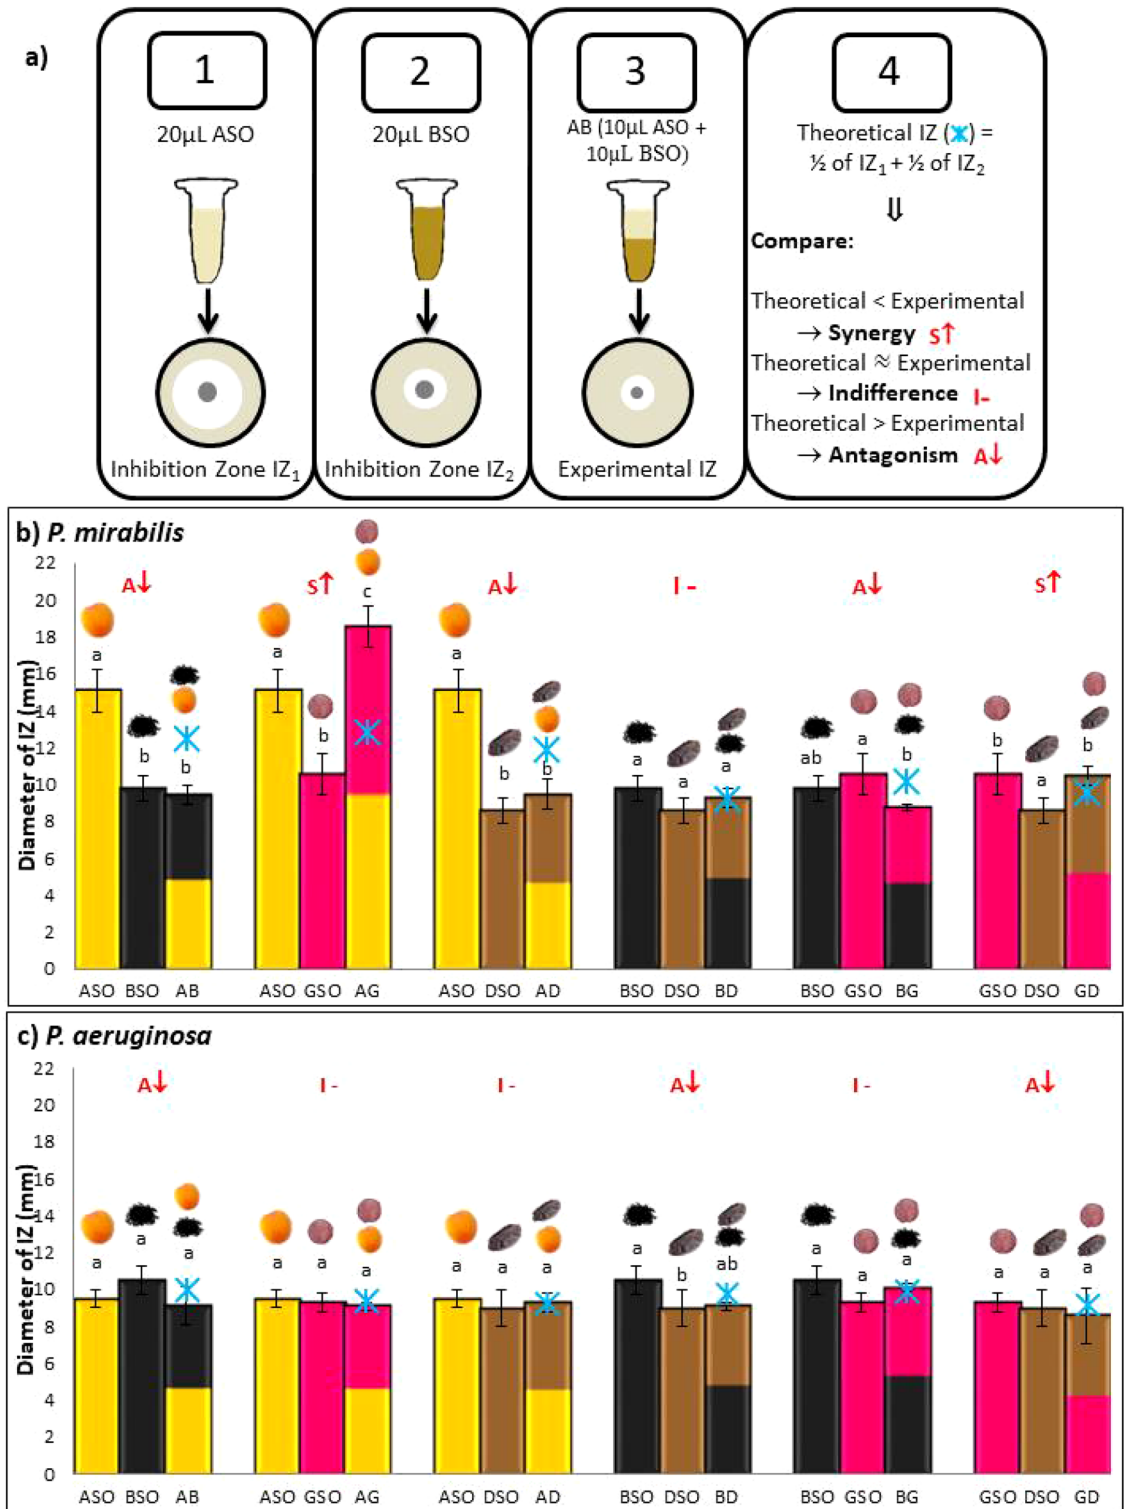 a)
1
20µL ASO
Inhibition Zone IZ1
2
20µL BSO
Inhibition Zone IZ2
3
AB (10µL ASO +
10µL BSO)
Experimental IZ
4
Theoretical IZ (✱) =
½ of IZ1 + ½ of IZ2
⇓
Compare:
Theoretical < Experimental
→ Synergy S↑
Theoretical ≈ Experimental
→ Indifference I-
Theoretical > Experimental
→ Antagonism A↓
b) P. mirabilis
Diameter of IZ (mm)
22
20
18
16
14
12
10
8
6
4
2
0
A↓ S↑ A↓ I - A↓ S↑
a b b
a b c
a b b
a a a
ab a b
b a b
ASO BSO AB ASO GSO AG ASO DSO AD BSO DSO BD BSO GSO BG GSO DSO GD
c) P. aeruginosa
Diameter of IZ (mm)
22
20
18
16
14
12
10
8
6
4
2
0
A↓ I - I - A↓ I - A↓
a a a
a a a
a a a
a b ab
a a a
a a a
ASO BSO AB ASO GSO AG ASO DSO AD BSO DSO BD BSO GSO BG GSO DSO GD